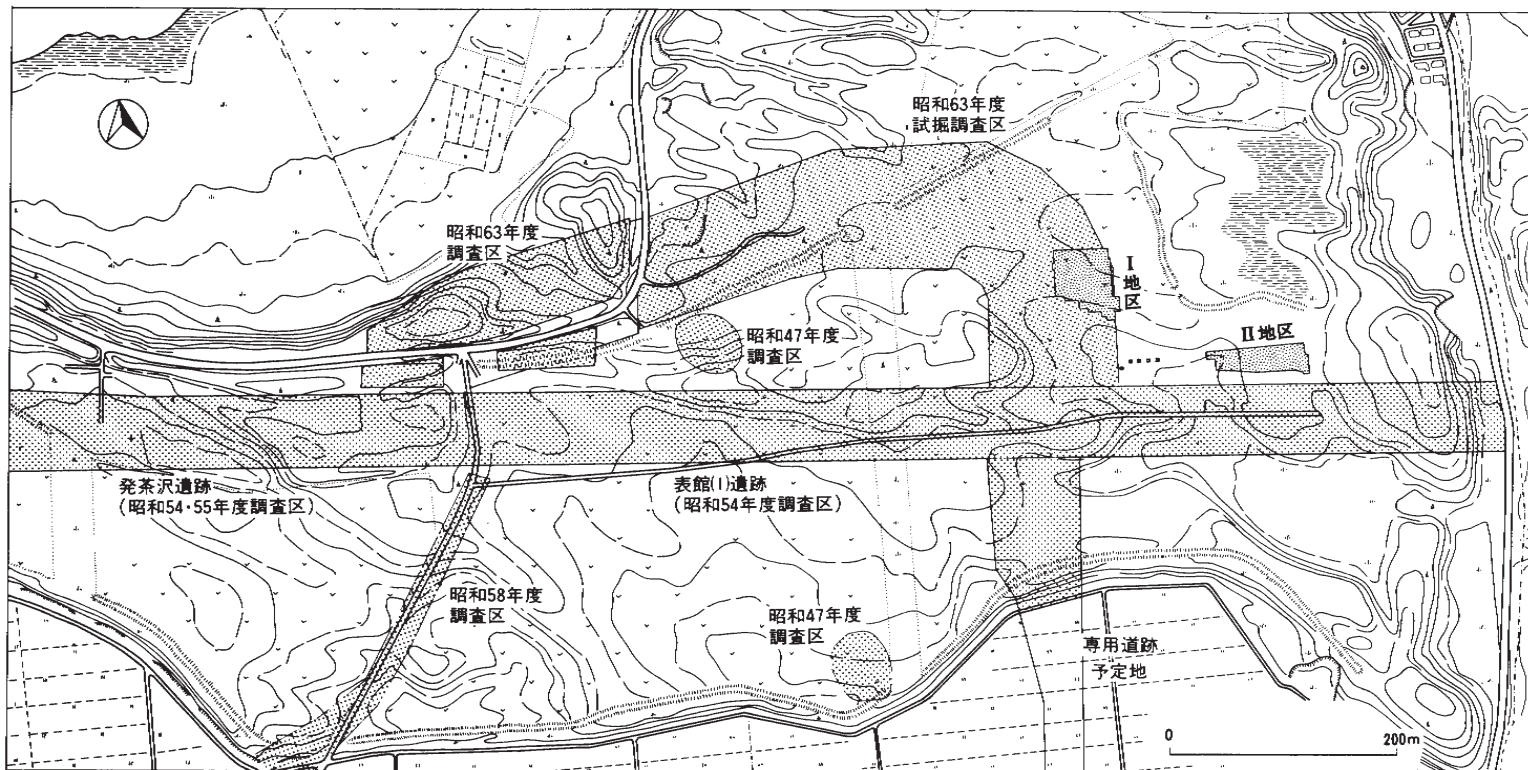 昭和63年度
試掘調査区
昭和63年度
調査区
I地区
昭和47年度
調査区
II地区
発茶沢遺跡
(昭和54・55年度調査区)
表館(I)遺跡
(昭和54年度調査区)
昭和58年度
調査区
昭和47年度
調査区
専用道跡
予定地
0 200m